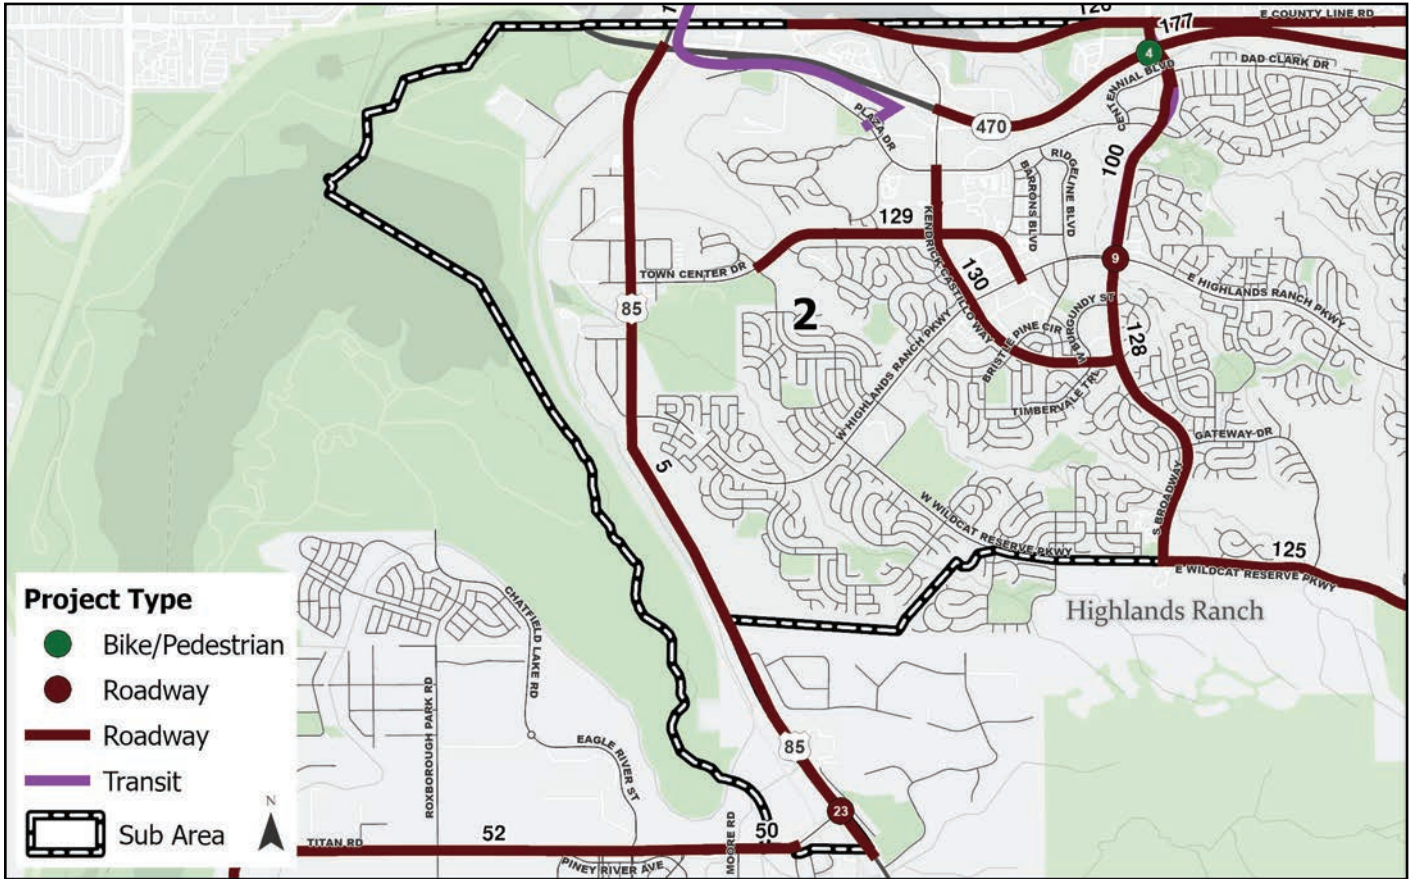 E COUNTY LINE RD
177
4
DAD CLARK DR
CENTENNIAL BLVD
470
PLAZA DR
100
RIDGELINE BLVD
BARRONS BLVD
129
KENDRICK CASTILLO WAY
9
TOWN CENTER DR
130
E HIGHLANDS RANCH PKWY
85
2
W BURGUNDY ST
128
BRISTLE PINE CIR
W HIGHLANDS RANCH PKWY
TIMBERVALE TRL
GATEWAY DR
5
S BROADWAY
W WILDCAT RESERVE PKWY
125
E WILDCAT RESERVE PKWY
Highlands Ranch
CHATFIELD LAKE RD
ROXBOROUGH PARK RD
EAGLE RIVER ST
85
23
TITAN RD
52
50
MOORE RD
PINEY RIVER AVE
Project Type
Bike/Pedestrian
Roadway
Roadway
Transit
Sub Area
N